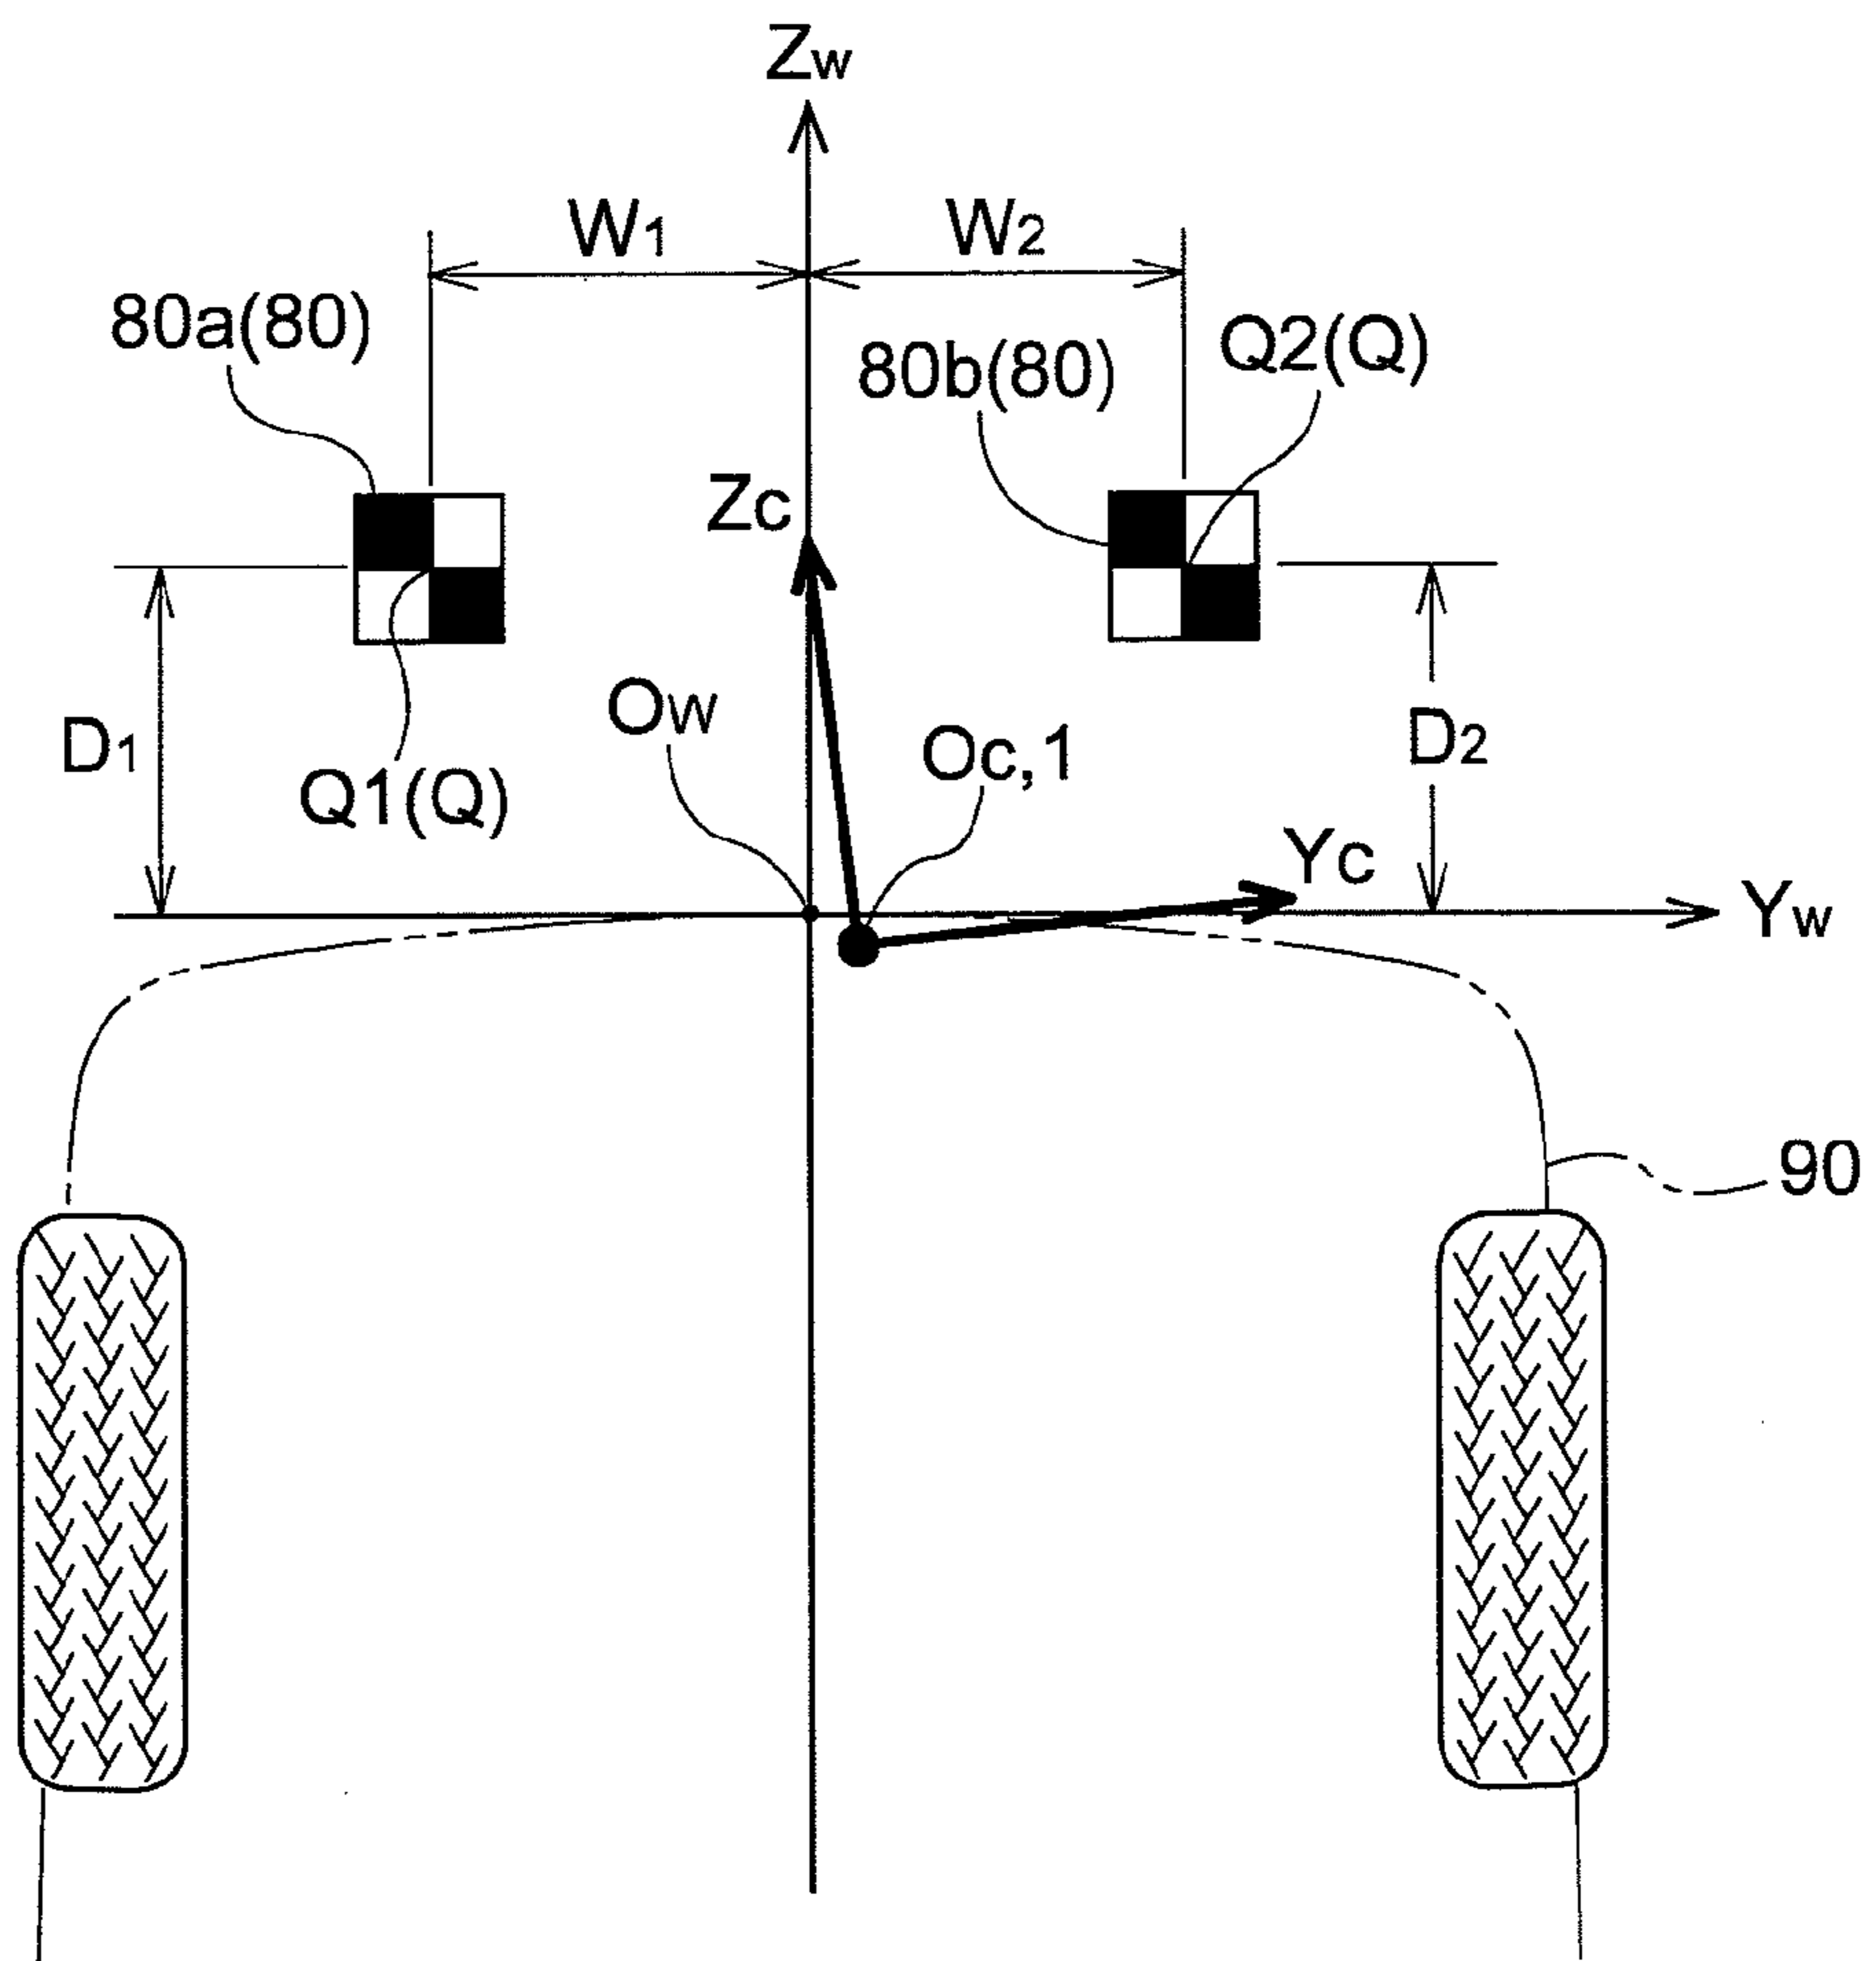 Zw
W1 W2
80a(80)
80b(80)
Q2(Q)
Zc
Ow
Oc,1
D1
D2
Q1(Q)
Yc
Yw
90